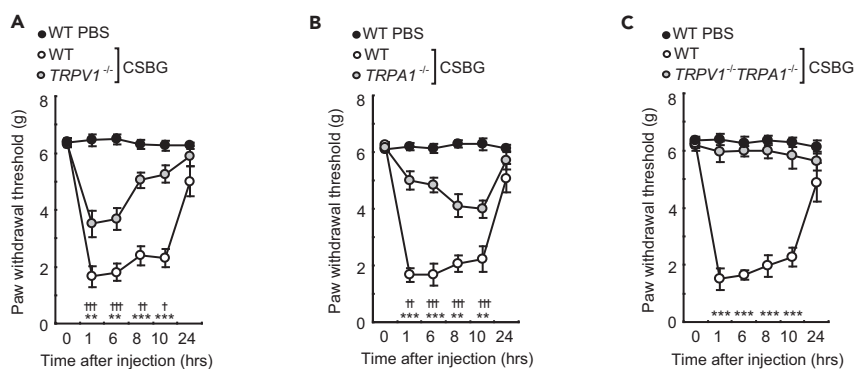 A
WT PBS
WT
TRPV1-/-
CSBG
Paw withdrawal threshold (g)
8
6
4
2
0
††† ††† †† †
** ** *** ***
0 1 6 8 10 24
Time after injection (hrs)
B
WT PBS
WT
TRPA1-/-
CSBG
Paw withdrawal threshold (g)
8
6
4
2
0
†† ††† ††† †††
*** *** ** **
0 1 6 8 10 24
Time after injection (hrs)
C
WT PBS
WT
TRPV1-/-TRPA1-/-
CSBG
Paw withdrawal threshold (g)
8
6
4
2
0
*** *** *** ***
0 1 6 8 10 24
Time after injection (hrs)